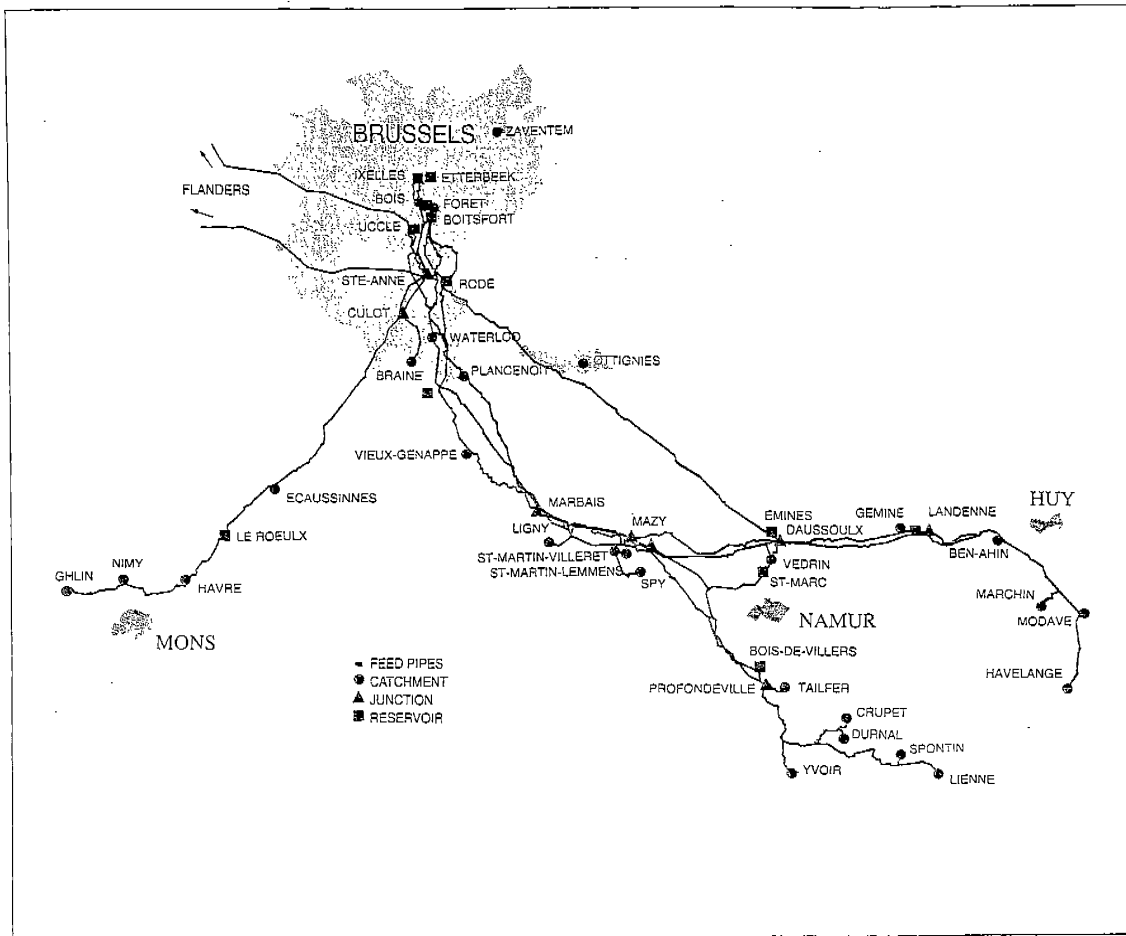 BRUSSELS
ZAVENTEM
IXELLES
ETTERBEEK
FLANDERS
BOIS
FORET
BOITSFORT
UCCLE
STE-ANNE
RODE
CULOT
WATERLOO
OTTIGNIES
BRAINE
PLANCENOIT
VIEUX-GENAPPE
ECAUSSINNES
MARBAIS
HUY
LE ROEULX
LIGNY
MAZY
EMINES
GEMINE
LANDENNE
DAUSSOULX
BEN-AHIN
NIMY
ST-MARTIN-VILLERET
VEDRIN
GHLIN
HAVRE
ST-MARTIN-LEMMENS
SPY
ST-MARC
MARCHIN
MODAVE
MONS
NAMUR
BOIS-DE-VILLERS
HAVELANGE
FEED PIPES
CATCHMENT
JUNCTION
RESERVOIR
PROFONDEVILLE
TAILFER
CRUPET
DURNAL
SPONTIN
YVOIR
LIENNE